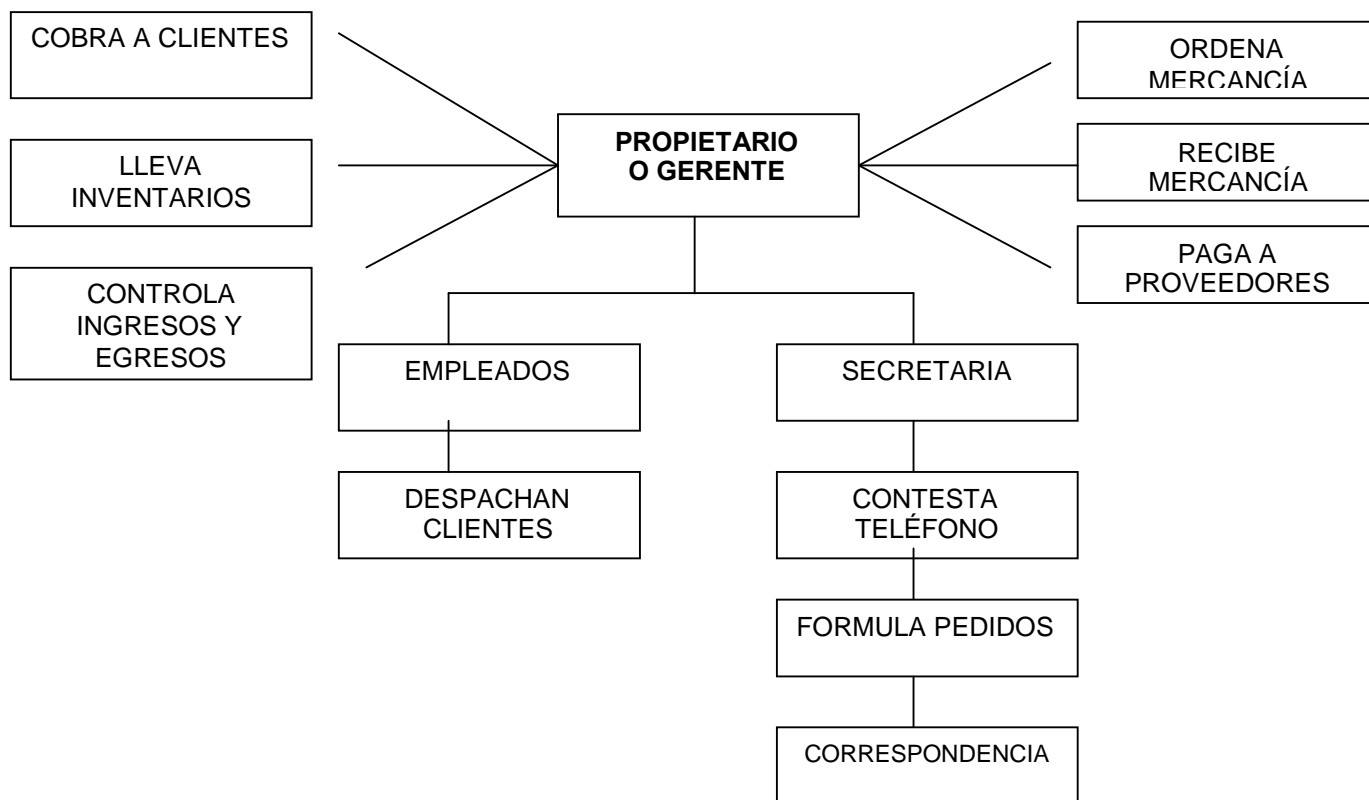 COBRA A CLIENTES
ORDENA
MERCANCÍA
PROPIETARIO
O GERENTE
LLEVA
INVENTARIOS
RECIBE
MERCANCÍA
CONTROLA
INGRESOS Y
EGRESOS
PAGA A
PROVEEDORES
EMPLEADOS
SECRETARIA
DESPACHAN
CLIENTES
CONTESTA
TELÉFONO
FORMULA PEDIDOS
CORRESPONDENCIA